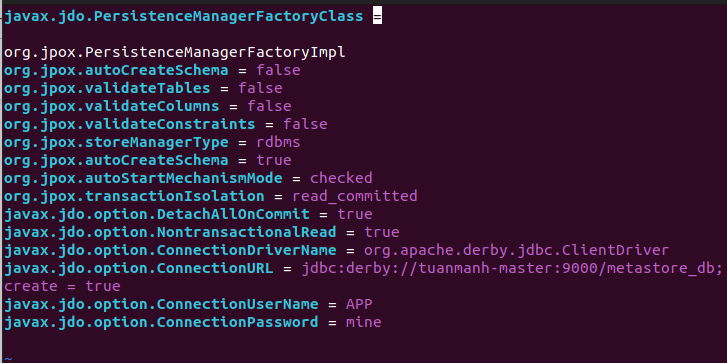 javax.jdo.PersistenceManagerFactoryClass =
org.jpox.PersistenceManagerFactoryImpl
org.jpox.autoCreateSchema = false
org.jpox.validateTables = false
org.jpox.validateColumns = false
org.jpox.validateConstraints = false
org.jpox.storeManagerType = rdbms
org.jpox.autoCreateSchema = true
org.jpox.autoStartMechanismMode = checked
org.jpox.transactionIsolation = read_committed
javax.jdo.option.DetachAllOnCommit = true
javax.jdo.option.NontransactionalRead = true
javax.jdo.option.ConnectionDriverName = org.apache.derby.jdbc.ClientDriver
javax.jdo.option.ConnectionURL = jdbc:derby://tuanmanh-master:9000/metastore_db;
create = true
javax.jdo.option.ConnectionUserName = APP
javax.jdo.option.ConnectionPassword = mine
~